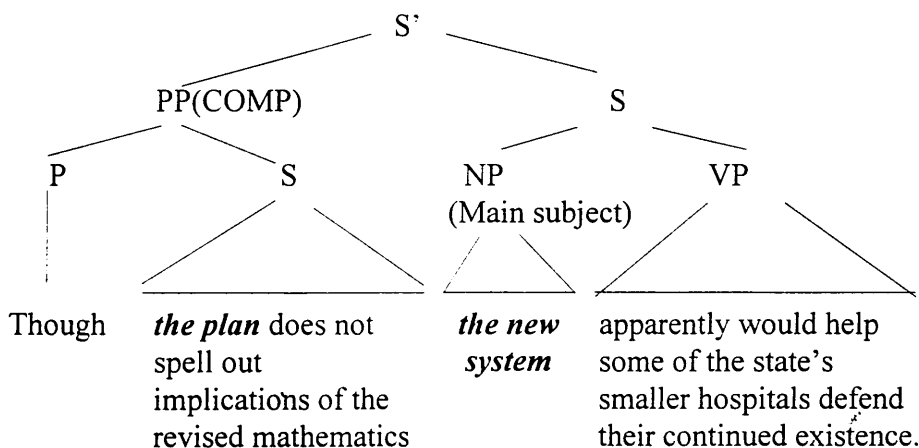 S’
PP(COMP) S
P S NP VP
(Main subject)
Though the plan does not the new apparently would help
spell out system some of the state’s
implications of the smaller hospitals defend
revised mathematics their continued existence.